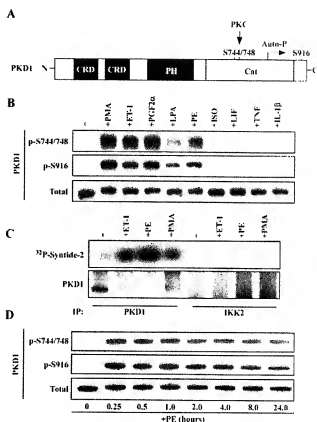 A
PKC
Auto-P
S744/748
S916
PKD1 N
CRD
CRD
PH
Cat
C
B
- +PMA +ET-1 +PGF2α +LPA +PE +ISO +LIF +TNF +IL-1β
p-S744/748
p-S916
Total
PKD1
C
- +ET-1 +PE +PMA - +ET-1 +PE +PMA
32P-Syntide-2
PKD1
IP: PKD1 IKK2
D
p-S744/748
p-S916
Total
PKD1
0 0.25 0.5 1.0 2.0 4.0 8.0 24.0
+PE (hours)